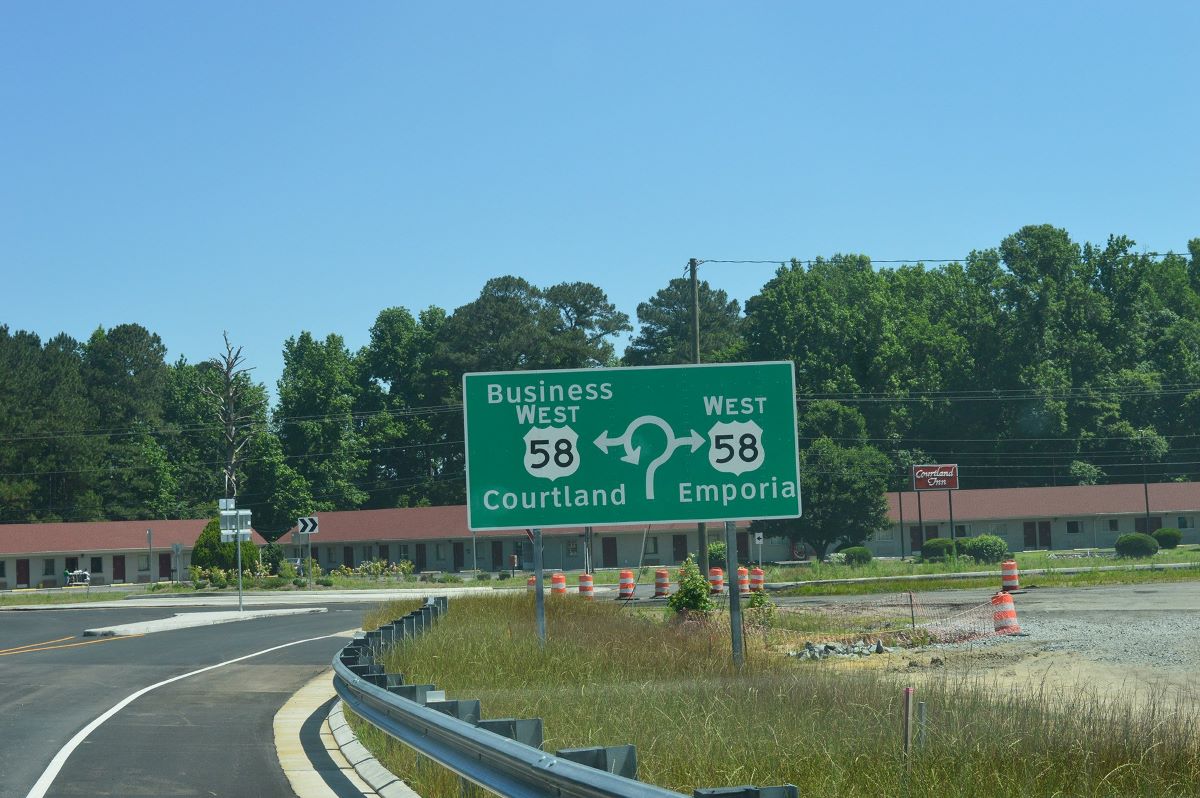 Business
WEST
58
Courtland
WEST
58
Emporia
Courtland
Inn